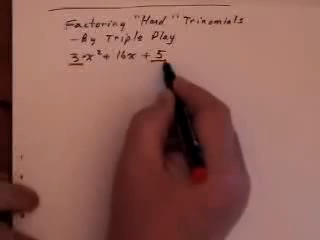 Factoring "Hard" Trinomials
- By Triple Play
3x² + 16x + 5